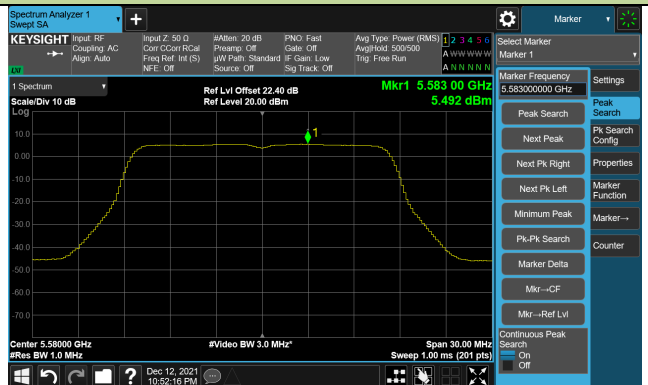 Spectrum Analyzer 1
Swept SA
Marker
KEYSIGHT
Input: RF
Coupling: AC
Align: Auto
Input Z: 50 Ω
Corr CCorr RCal
Freq Ref: Int (S)
NFE: Off
#Atten: 20 dB
Preamp: Off
µW Path: Standard
Source: Off
PNO: Fast
Gate: Off
IF Gain: Low
Sig Track: Off
Avg Type: Power (RMS)
Avg|Hold: 500/500
Trig: Free Run
1 2 3 4 5 6
A W W W W W
A N N N N N
LXI
1 Spectrum
Scale/Div 10 dB
Log
Ref Lvl Offset 22.40 dB
Ref Level 20.00 dBm
Mkr1 5.583 00 GHz
5.492 dBm
10.0
0.00
-10.0
-20.0
-30.0
-40.0
-50.0
-60.0
-70.0
1
Center 5.58000 GHz
#Res BW 1.0 MHz
#Video BW 3.0 MHz*
Span 30.00 MHz
Sweep 1.00 ms (201 pts)
Select Marker
Marker 1
Marker Frequency
5.583000000 GHz
Peak Search
Next Peak
Next Pk Right
Next Pk Left
Minimum Peak
Pk-Pk Search
Marker Delta
Mkr→CF
Mkr→Ref Lvl
Continuous Peak
Search
On
Off
Settings
Peak
Search
Pk Search
Config
Properties
Marker
Function
Marker→
Counter
Dec 12, 2021
10:52:16 PM